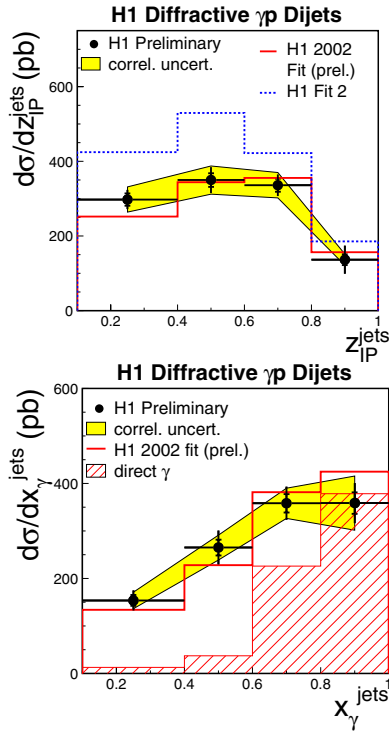 H1 Diffractive γp Dijets
dσ/dz_IP^jets (pb)
H1 Preliminary
correl. uncert.
H1 2002
Fit (prel.)
H1 Fit 2
600
400
200
0
0.2 0.4 0.6 0.8 1
z_IP^jets
H1 Diffractive γp Dijets
dσ/dx_γ^jets (pb)
H1 Preliminary
correl. uncert.
H1 2002 fit (prel.)
direct γ
600
400
200
0
0.2 0.4 0.6 0.8 1
x_γ^jets